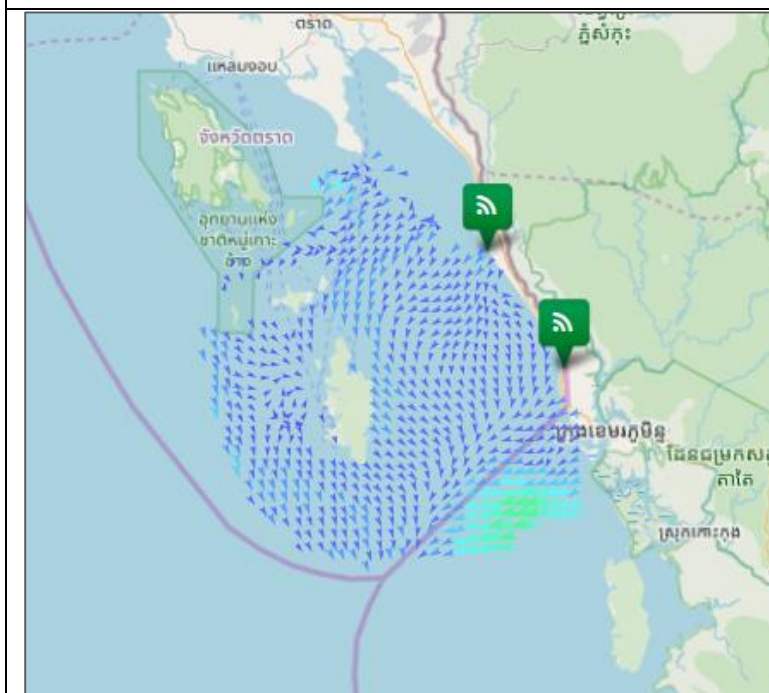 ตราด
ភ្នំសំកុះ
แหลมงอบ
จังหวัดตราด
อุทยานแห่ง
ชาติหมู่เกาะ
ช้าง
ក្រុងខេមរភូមិន្ទ
ដែនជម្រកសត្វ
តាតៃ
ស្រុកកោះកុង